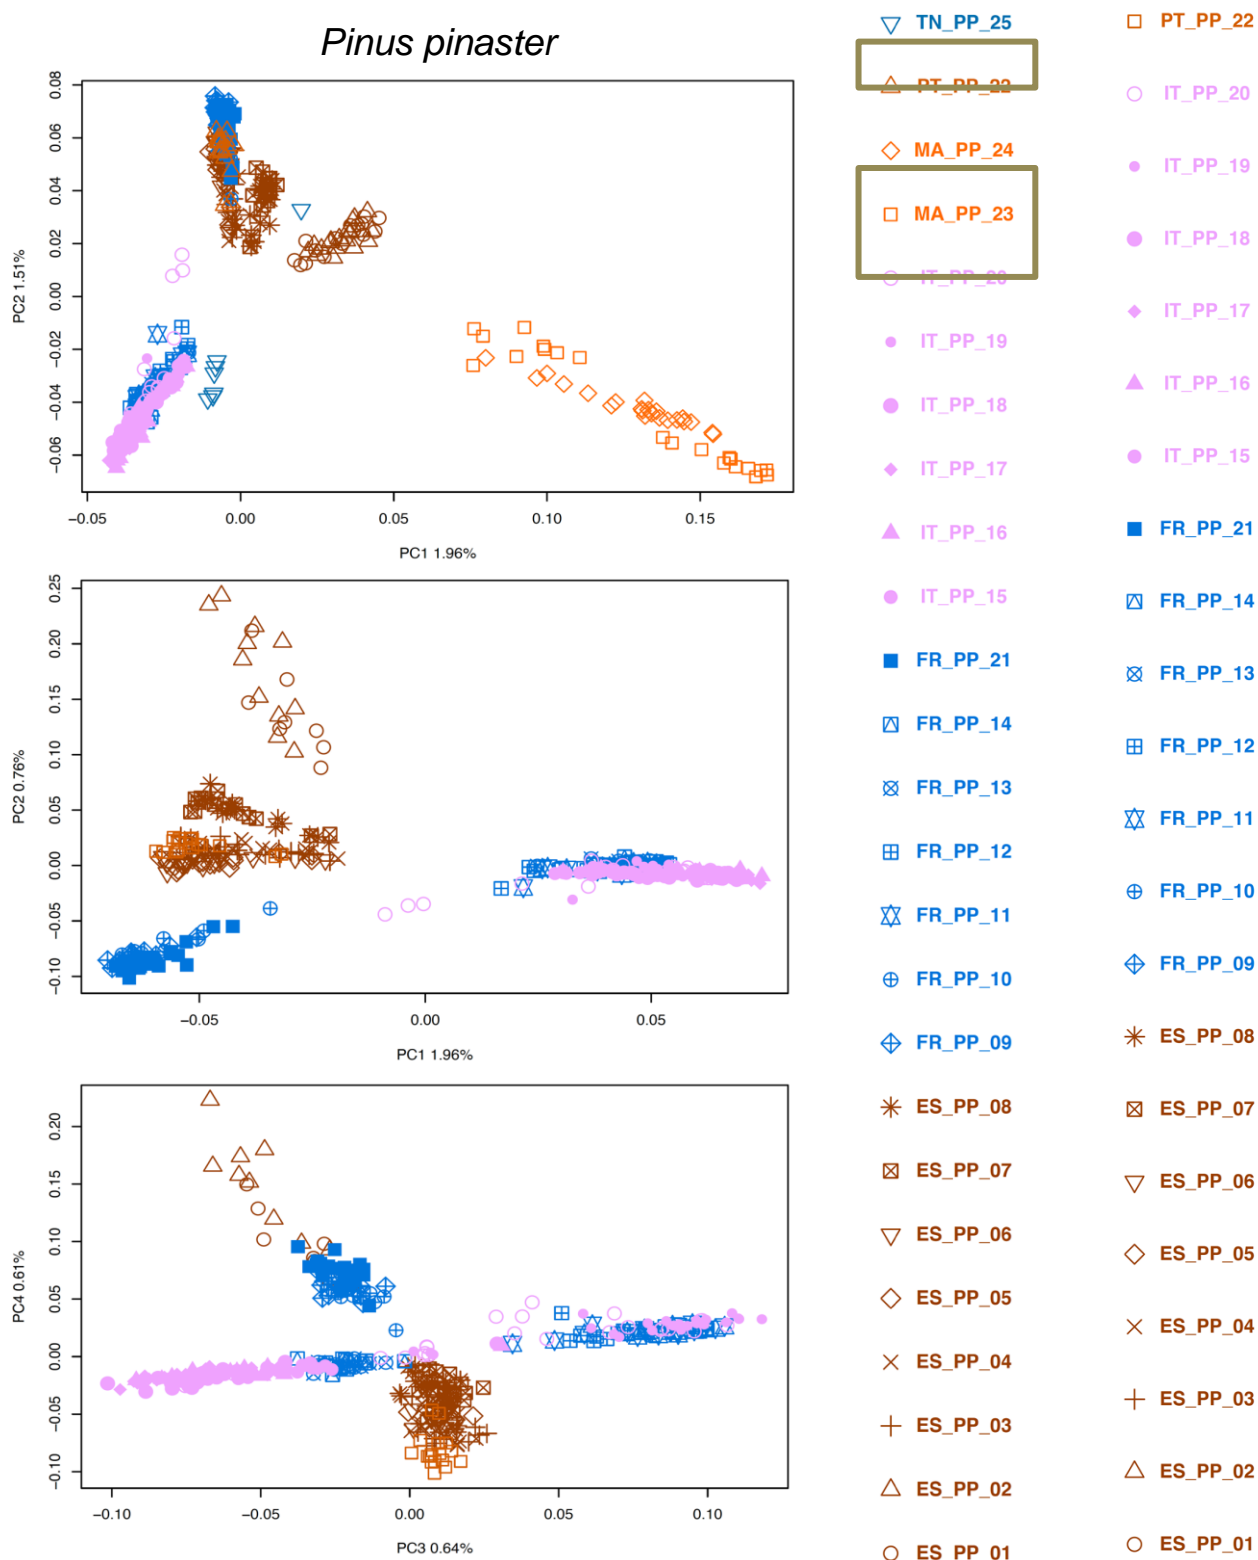 Pinus pinaster
0.08
0.06
0.04
0.02
0.00
−0.02
−0.04
−0.06
PC2 1.51%
−0.05
0.00
0.05
0.10
0.15
PC1 1.96%
0.25
0.20
0.15
0.10
0.05
0.00
−0.05
−0.10
PC2 0.76%
−0.05
0.00
0.05
PC1 1.96%
0.20
0.15
0.10
0.05
0.00
−0.05
−0.10
PC4 0.61%
−0.10
−0.05
0.00
0.05
0.10
PC3 0.64%
TN_PP_25
PT_PP_22
MA_PP_24
MA_PP_23
IT_PP_20
IT_PP_19
IT_PP_18
IT_PP_17
IT_PP_16
IT_PP_15
FR_PP_21
FR_PP_14
FR_PP_13
FR_PP_12
FR_PP_11
FR_PP_10
FR_PP_09
ES_PP_08
ES_PP_07
ES_PP_06
ES_PP_05
ES_PP_04
ES_PP_03
ES_PP_02
ES_PP_01
PT_PP_22
IT_PP_20
IT_PP_19
IT_PP_18
IT_PP_17
IT_PP_16
IT_PP_15
FR_PP_21
FR_PP_14
FR_PP_13
FR_PP_12
FR_PP_11
FR_PP_10
FR_PP_09
ES_PP_08
ES_PP_07
ES_PP_06
ES_PP_05
ES_PP_04
ES_PP_03
ES_PP_02
ES_PP_01